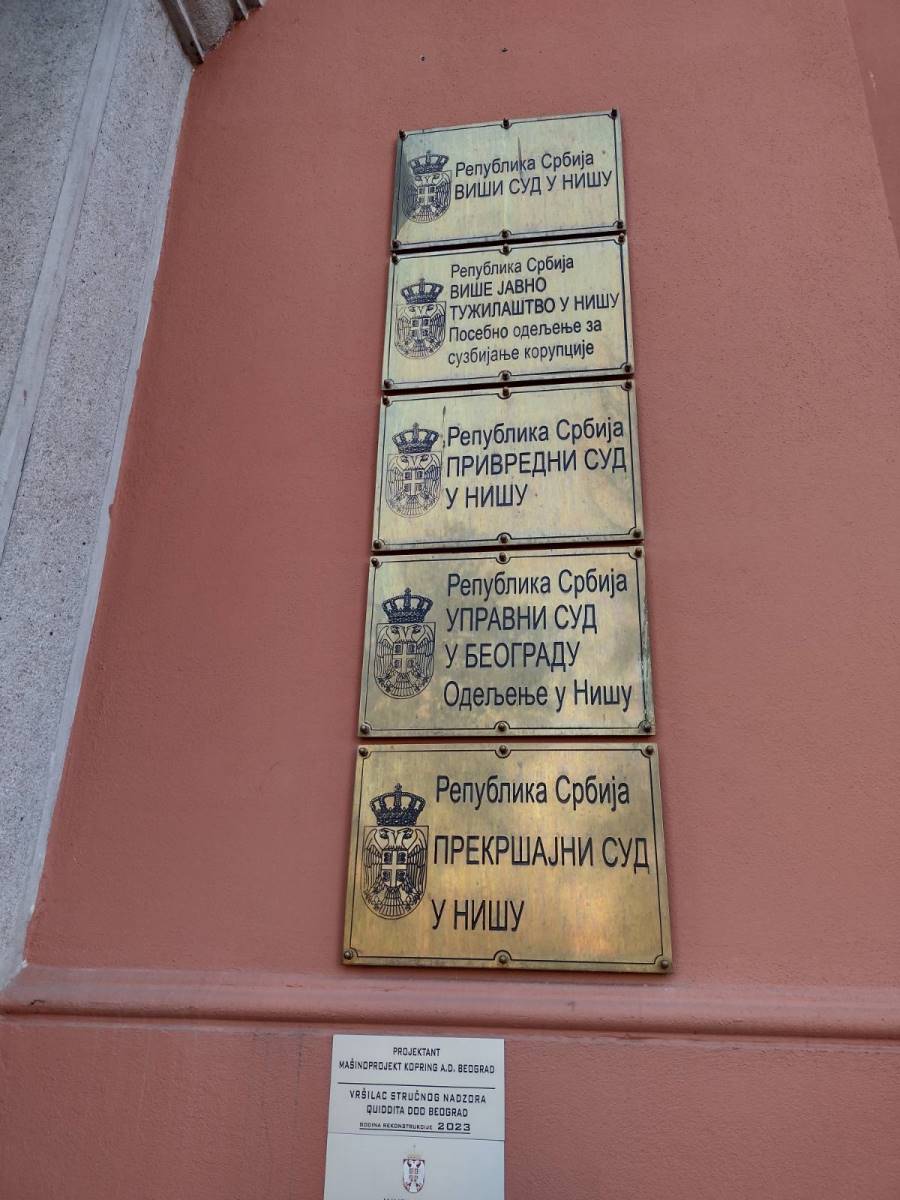 Република Србија
ВИШИ СУД У НИШУ
Република Србија
ВИШЕ ЈАВНО
ТУЖИЛАШТВО У НИШУ
Посебно одељење за
сузбијање корупције
Република Србија
ПРИВРЕДНИ СУД
У НИШУ
Република Србија
УПРАВНИ СУД
У БЕОГРАДУ
Одељење у Нишу
Република Србија
ПРЕКРШАЈНИ СУД
У НИШУ
PROJEKTANT
MAŠINOPROJEKT KOPRING A.D. BEOGRAD
VRŠILAC STRUČNOG NADZORA
QUIDDITA DOO BEOGRAD
GODINA REKONSTRUKCIJE 2023